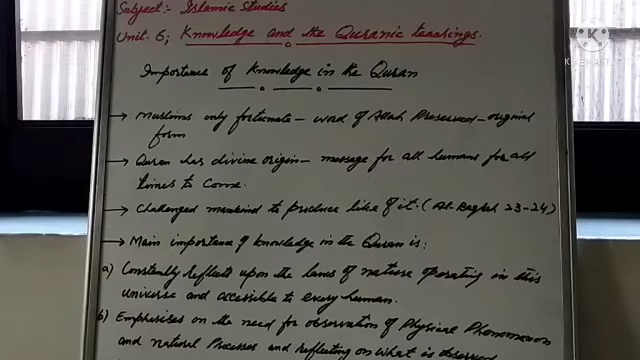 Subject:- Islamic Studies
Unit. 6; Knowledge and the Quranic teachings.
Importance of Knowledge in the Quran
→ Muslims only fortunate - word of Allah Preserved - original
form
→ Quran has divine origin - message for all humans for all
times to come.
→ Challenged mankind to produce like of it. (Al-Baqrah 23-24)
→ Main importance of knowledge in the Quran is:
a) Constantly reflects upon the laws of nature operating in this
universe and accessible to every human.
b) Emphasises on the need for observation of Physical Phenomenon
and natural Processes and reflecting on what is observed
KINEMASTER